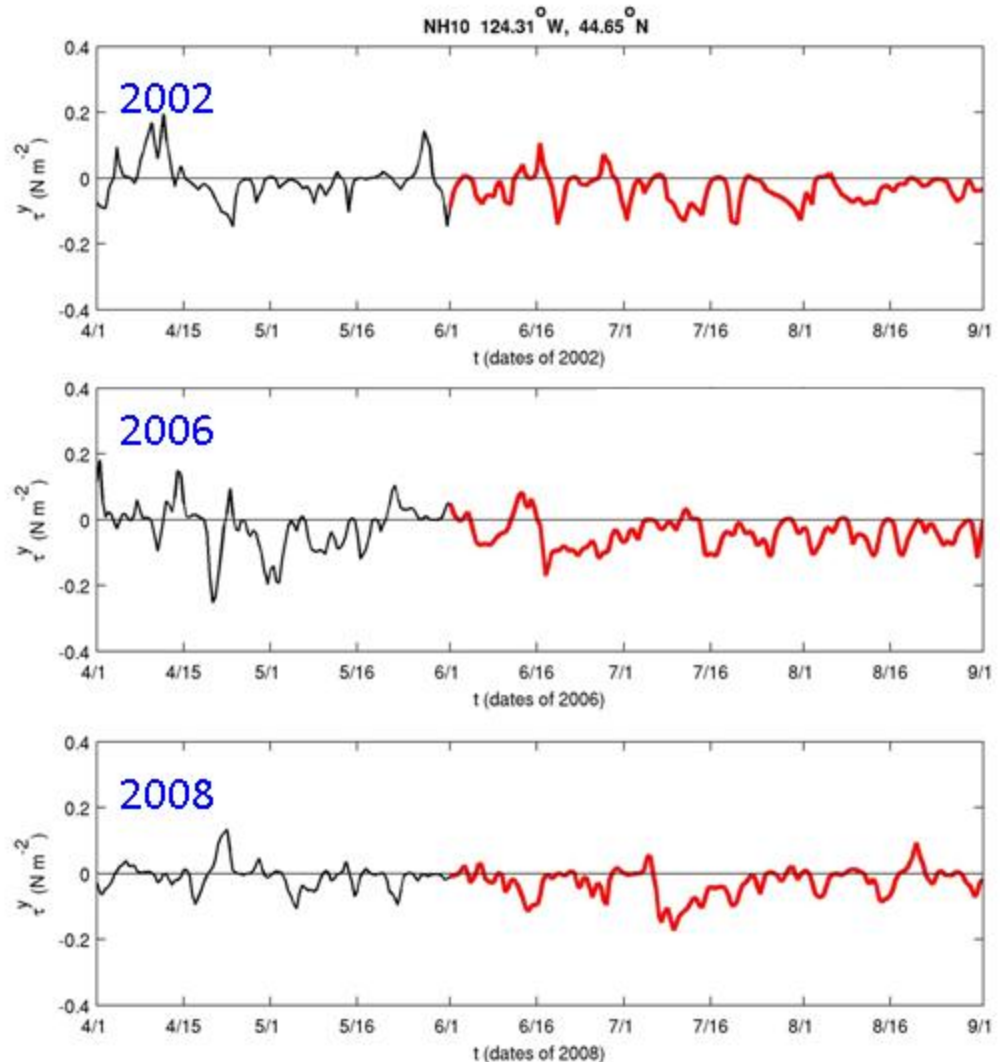 NH10 124.31°W, 44.65°N
0.4
2002
0.2
τʸ (N m⁻²)
0
-0.2
-0.4
4/1 4/15 5/1 5/16 6/1 6/16 7/1 7/16 8/1 8/16 9/1
t (dates of 2002)
0.4
2006
0.2
τʸ (N m⁻²)
0
-0.2
-0.4
4/1 4/15 5/1 5/16 6/1 6/16 7/1 7/16 8/1 8/16 9/1
t (dates of 2006)
0.4
2008
0.2
τʸ (N m⁻²)
0
-0.2
-0.4
4/1 4/15 5/1 5/16 6/1 6/16 7/1 7/16 8/1 8/16 9/1
t (dates of 2008)